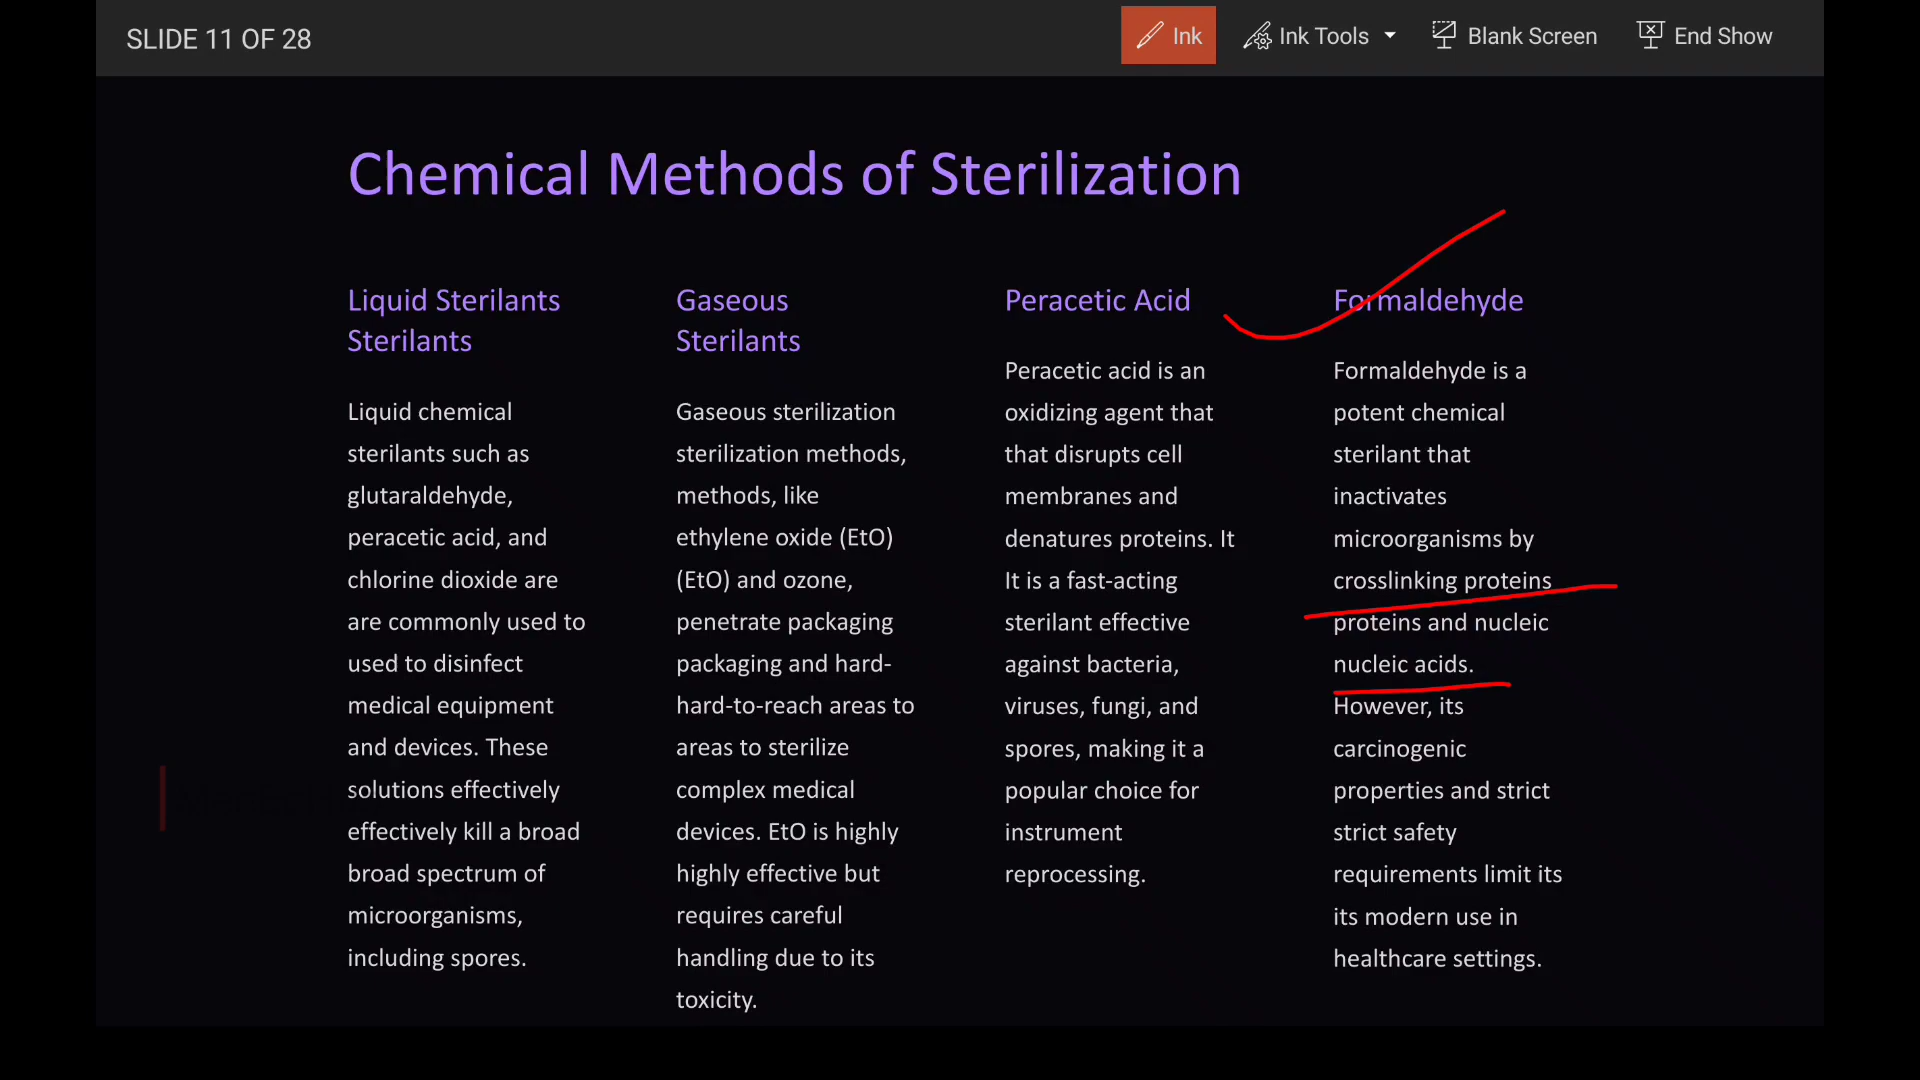 SLIDE 11 OF 28
Ink
Ink Tools
Blank Screen
End Show
Chemical Methods of Sterilization
Liquid Sterilants
Sterilants
Liquid chemical
sterilants such as
glutaraldehyde,
peracetic acid, and
chlorine dioxide are
are commonly used to
used to disinfect
medical equipment
and devices. These
solutions effectively
effectively kill a broad
broad spectrum of
microorganisms,
including spores.
Gaseous
Sterilants
Gaseous sterilization
sterilization methods,
methods, like
ethylene oxide (EtO)
(EtO) and ozone,
penetrate packaging
packaging and hard-
hard-to-reach areas to
areas to sterilize
complex medical
devices. EtO is highly
highly effective but
requires careful
handling due to its
toxicity.
Peracetic Acid
Peracetic acid is an
oxidizing agent that
that disrupts cell
membranes and
denatures proteins. It
It is a fast-acting
sterilant effective
against bacteria,
viruses, fungi, and
spores, making it a
popular choice for
instrument
reprocessing.
Formaldehyde
Formaldehyde is a
potent chemical
sterilant that
inactivates
microorganisms by
crosslinking proteins
proteins and nucleic
nucleic acids.
However, its
carcinogenic
properties and strict
strict safety
requirements limit its
its modern use in
healthcare settings.